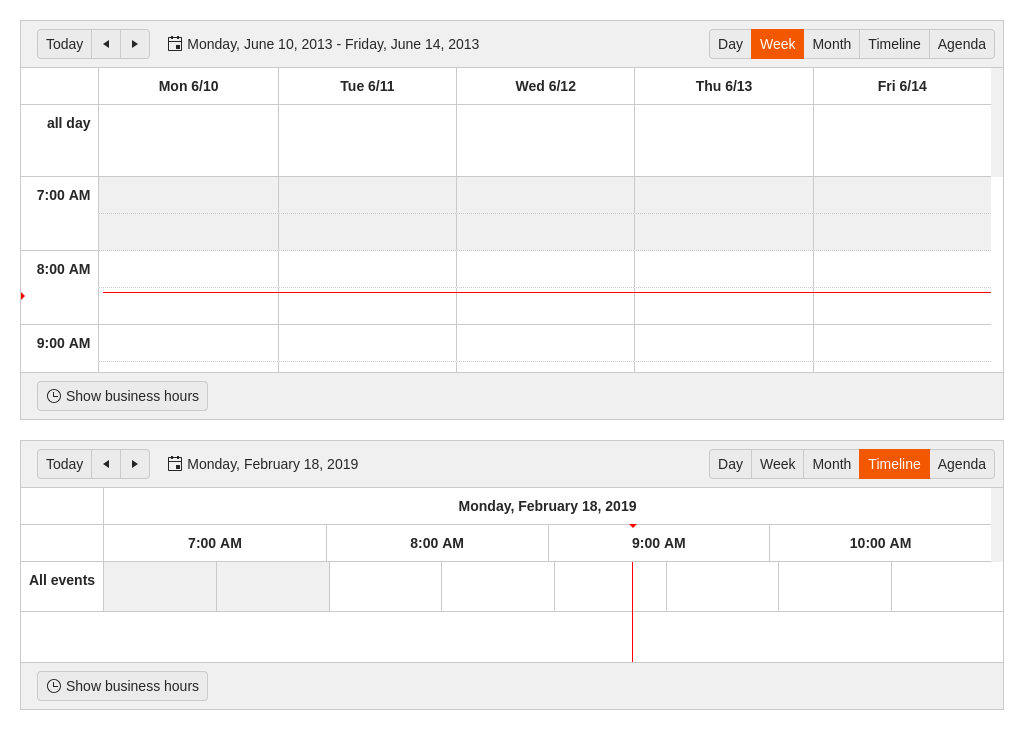 Today Monday, June 10, 2013 - Friday, June 14, 2013 Day Week Month Timeline Agenda
Mon 6/10 Tue 6/11 Wed 6/12 Thu 6/13 Fri 6/14
all day
7:00 AM
8:00 AM
9:00 AM
Show business hours
Today Monday, February 18, 2019 Day Week Month Timeline Agenda
Monday, February 18, 2019
7:00 AM 8:00 AM 9:00 AM 10:00 AM
All events
Show business hours